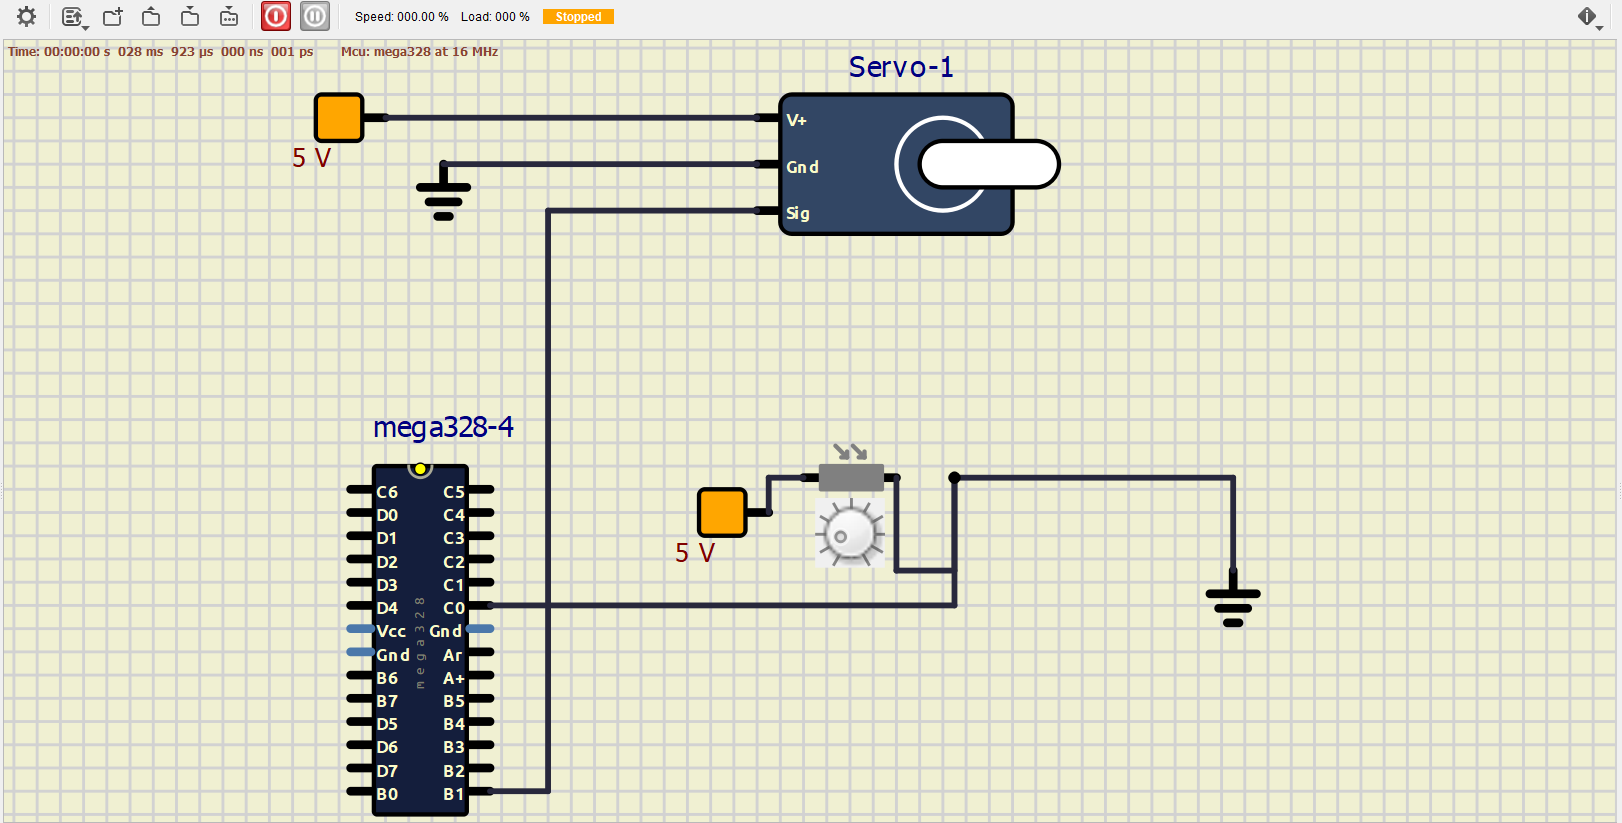 Speed: 000.00 % Load: 000 % Stopped
Time: 00:00:00 s 028 ms 923 µs 000 ns 001 ps Mcu: mega328 at 16 MHz
Servo-1
V+
5 V
Gnd
Sig
mega328-4
C6 C5
D0 C4
D1 C3
D2 C2
5 V
D3 C1
D4 C0
Vcc Gnd
Gnd Ar
B6 A+
B7 B5
D5 B4
D6 B3
D7 B2
B0 B1
mega328